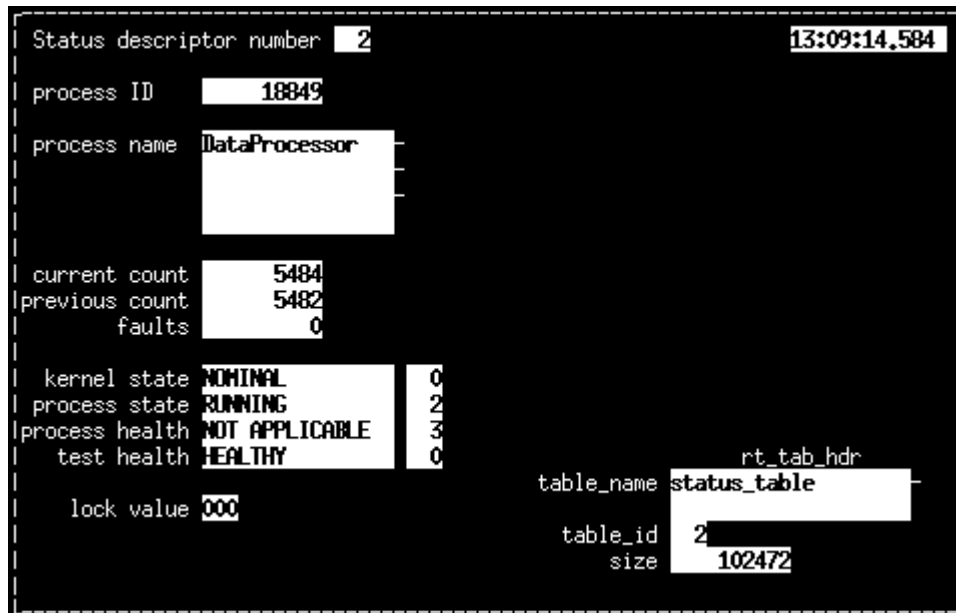 Status descriptor number 2 13:09:14.584
process ID 18849
process name DataProcessor
current count 5484
previous count 5482
faults 0
kernel state NOMINAL 0
process state RUNNING 2
process health NOT APPLICABLE 3
test health HEALTHY 0
rt_tab_hdr
table_name status_table
lock value 000
table_id 2
size 102472